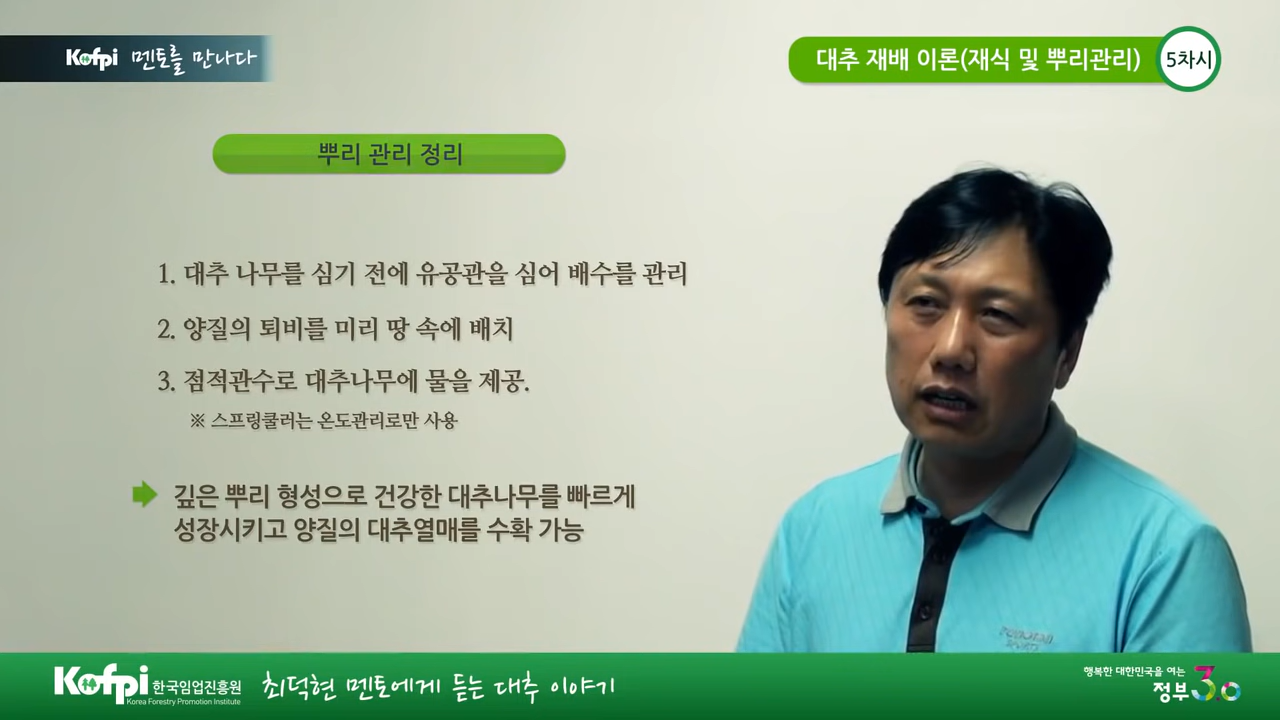 Kofpi 멘토를 만나다
대추 재배 이론(재식 및 뿌리관리) 5차시
뿌리 관리 정리
1. 대추 나무를 심기 전에 유공관을 심어 배수를 관리
2. 양질의 퇴비를 미리 땅 속에 배치
3. 점적관수로 대추나무에 물을 제공.
※ 스프링쿨러는 온도관리로만 사용
깊은 뿌리 형성으로 건강한 대추나무를 빠르게
성장시키고 양질의 대추열매를 수확 가능
Kofpi 한국임업진흥원
Korea Forestry Promotion Institute
최덕현 멘토에게 듣는 대추 이야기
행복한 대한민국을 여는
정부3.0